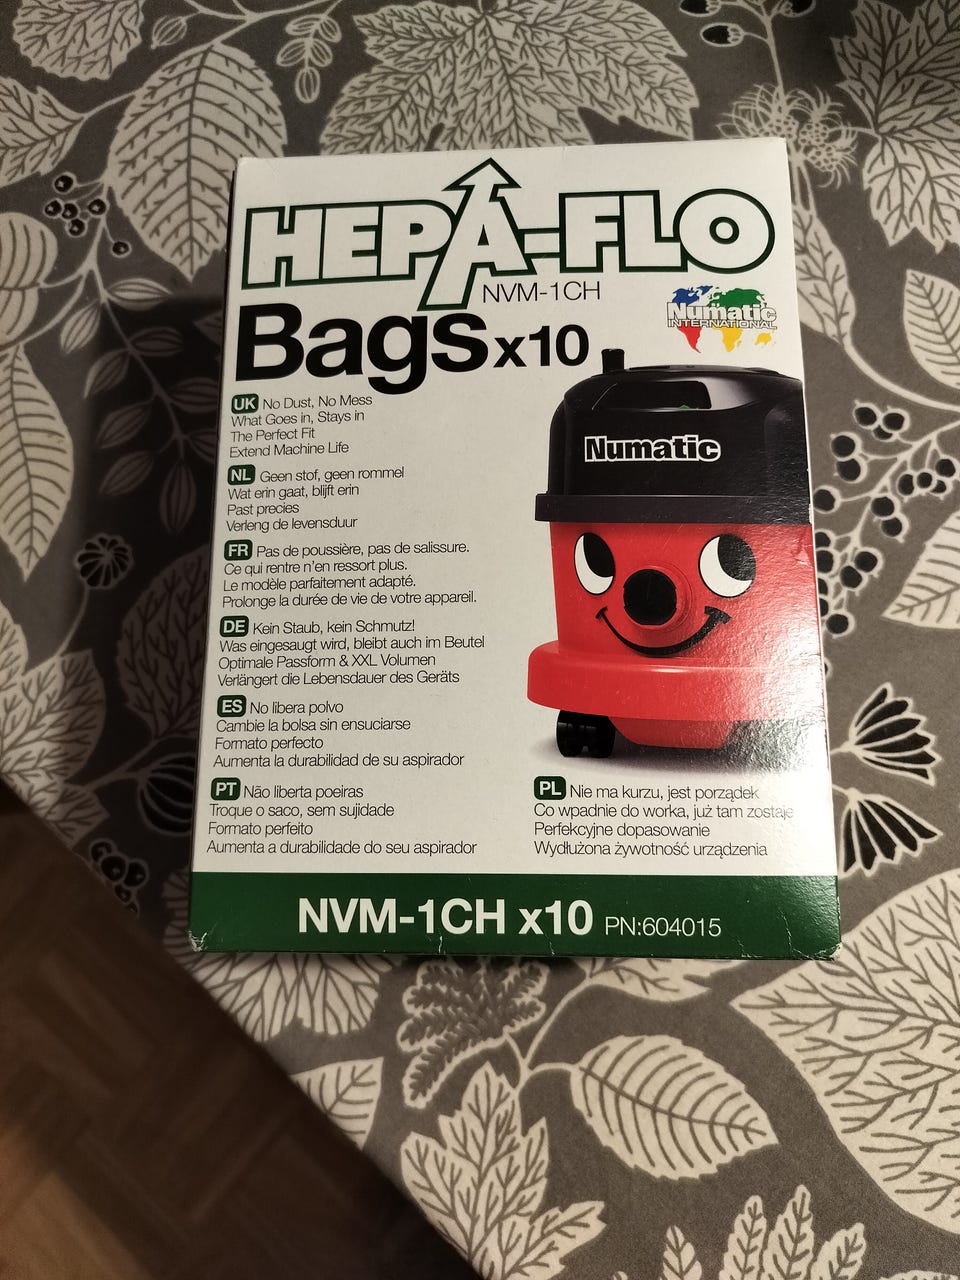 HEPA-FLO
NVM-1CH
Bags x10
Numatic
INTERNATIONAL
Numatic
UK No Dust, No Mess
What Goes in, Stays in
The Perfect Fit
Extend Machine Life
NL Geen stof, geen rommel
Wat erin gaat, blijft erin
Past precies
Verleng de levensduur
FR Pas de poussière, pas de salissure.
Ce qui rentre n'en ressort plus.
Le modèle parfaitement adapté.
Prolonge la durée de vie de votre appareil.
DE Kein Staub, kein Schmutz!
Was eingesaugt wird, bleibt auch im Beutel
Optimale Passform & XXL Volumen
Verlängert die Lebensdauer des Geräts
ES No libera polvo
Cambie la bolsa sin ensuciarse
Formato perfecto
Aumenta la durabilidad de su aspirador
PT Não liberta poeiras
Troque o saco, sem sujidade
Formato perfeito
Aumenta a durabilidade do seu aspirador
PL Nie ma kurzu, jest porządek
Co wpadnie do worka, już tam zostaje
Perfekcyjne dopasowanie
Wydłużona żywotność urządzenia
NVM-1CH x10 PN:604015